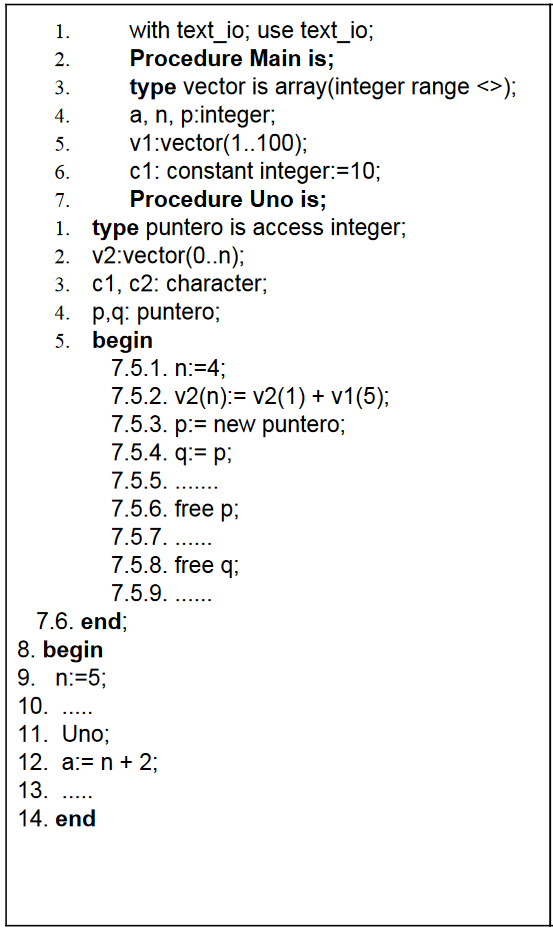 1. with text_io; use text_io;
2. Procedure Main is;
3. type vector is array(integer range <>);
4. a, n, p:integer;
5. v1:vector(1..100);
6. c1: constant integer:=10;
7. Procedure Uno is;
1. type puntero is access integer;
2. v2:vector(0..n);
3. c1, c2: character;
4. p,q: puntero;
5. begin
7.5.1. n:=4;
7.5.2. v2(n):= v2(1) + v1(5);
7.5.3. p:= new puntero;
7.5.4. q:= p;
7.5.5. .......
7.5.6. free p;
7.5.7. ......
7.5.8. free q;
7.5.9. ......
7.6. end;
8. begin
9. n:=5;
10. .....
11. Uno;
12. a:= n + 2;
13. .....
14. end